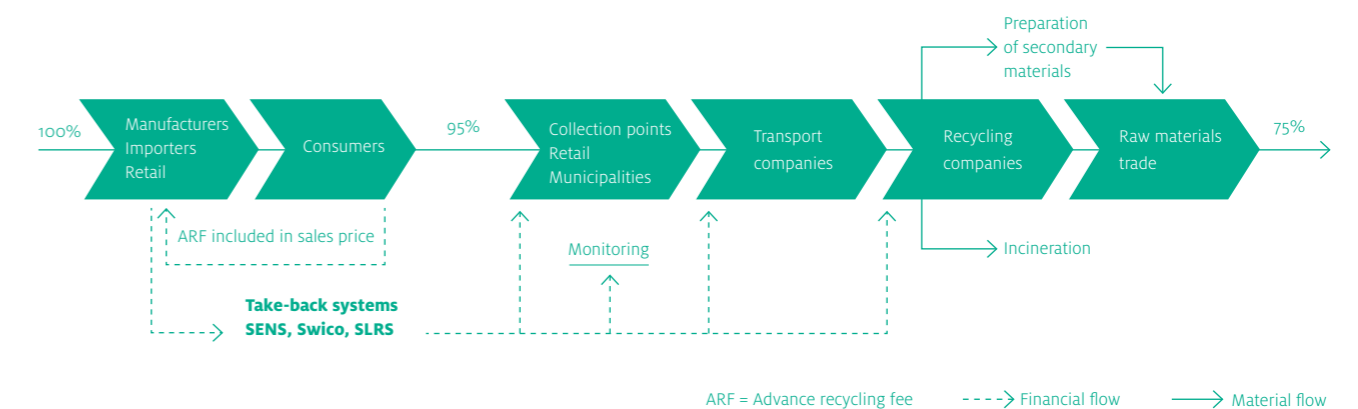 Preparation
of secondary
materials
100%
Manufacturers
Importers
Retail
Consumers
95%
Collection points
Retail
Municipalities
Transport
companies
Recycling
companies
Raw materials
trade
75%
ARF included in sales price
Monitoring
Incineration
Take-back systems
SENS, Swico, SLRS
ARF = Advance recycling fee
Financial flow
Material flow